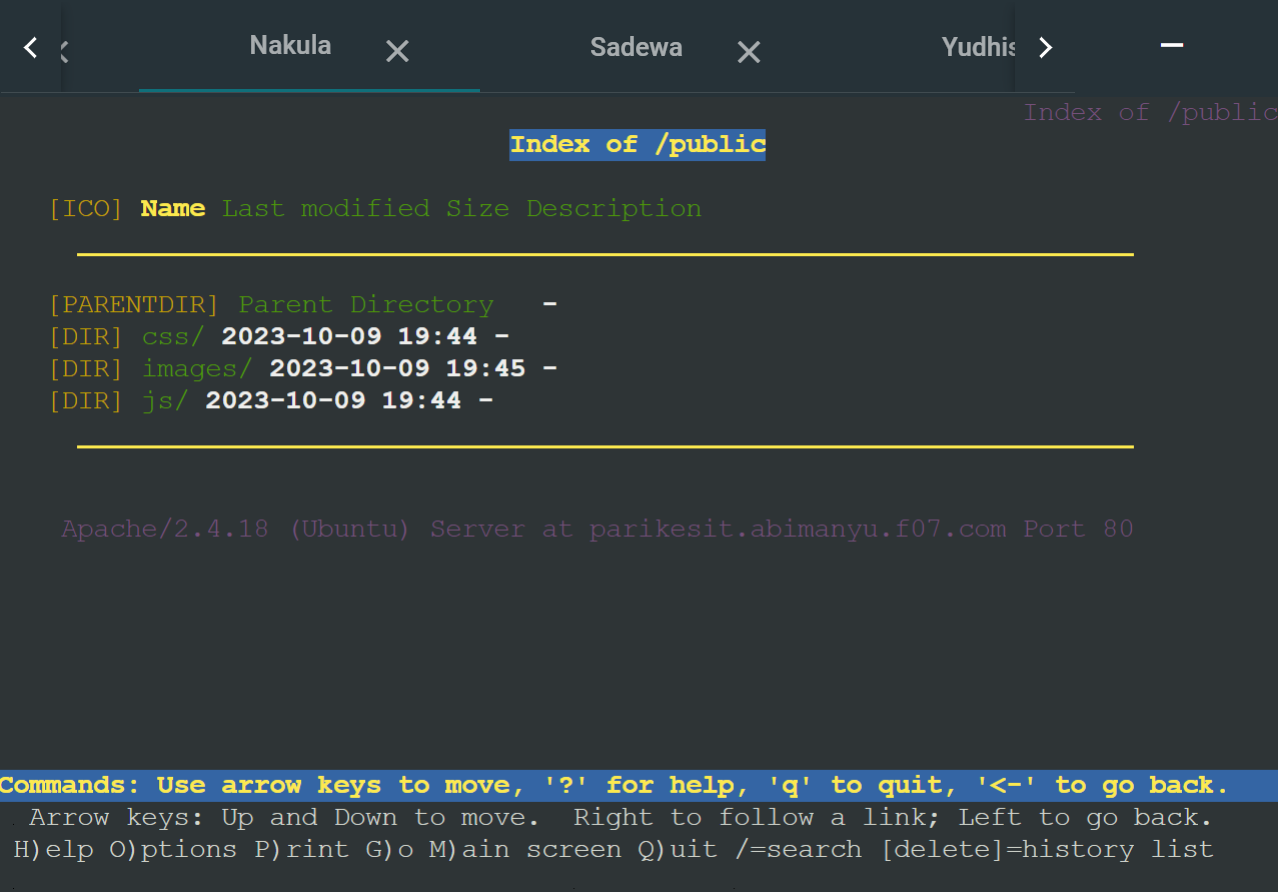 Nakula Sadewa
Index of /public
Index of /public
[ICO] Name Last modified Size Description
[PARENTDIR] Parent Directory -
[DIR] css/ 2023-10-09 19:44 -
[DIR] images/ 2023-10-09 19:45 -
[DIR] js/ 2023-10-09 19:44 -
Apache/2.4.18 (Ubuntu) Server at parikesit.abimanyu.f07.com Port 80
Commands: Use arrow keys to move, '?' for help, 'q' to quit, '<-' to go back.
Arrow keys: Up and Down to move. Right to follow a link; Left to go back.
H)elp O)ptions P)rint G)o M)ain screen Q)uit /=search [delete]=history list